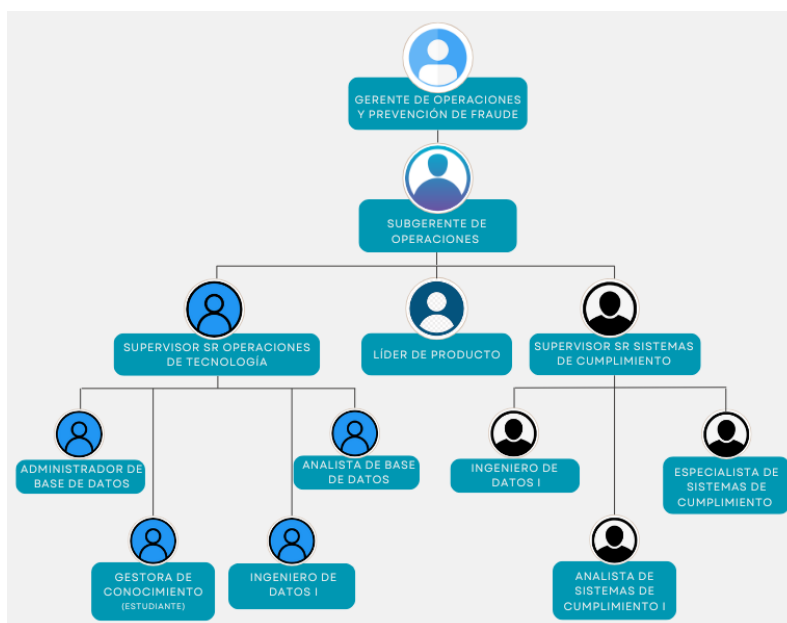 GERENTE DE OPERACIONES
Y PREVENCIÓN DE FRAUDE
SUBGERENTE DE
OPERACIONES
SUPERVISOR SR OPERACIONES
DE TECNOLOGÍA
LÍDER DE PRODUCTO
SUPERVISOR SR SISTEMAS
DE CUMPLIMIENTO
ADMINISTRADOR DE
BASE DE DATOS
ANALISTA DE BASE
DE DATOS
INGENIERO DE
DATOS I
ESPECIALISTA DE
SISTEMAS DE
CUMPLIMIENTO
GESTORA DE
CONOCIMIENTO
(ESTUDIANTE)
INGENIERO DE
DATOS I
ANALISTA DE
SISTEMAS DE
CUMPLIMIENTO I